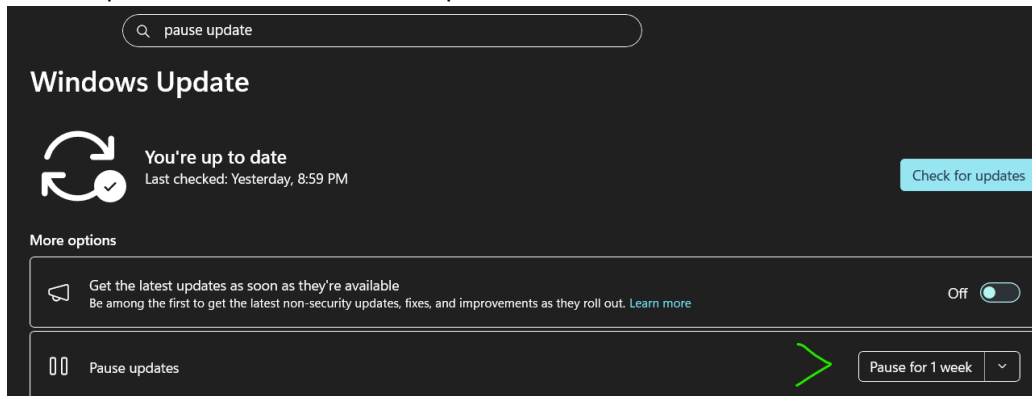 pause update
Windows Update
You're up to date
Last checked: Yesterday, 8:59 PM
Check for updates
More options
Get the latest updates as soon as they're available
Be among the first to get the latest non-security updates, fixes, and improvements as they roll out. Learn more
Off
Pause updates
Pause for 1 week